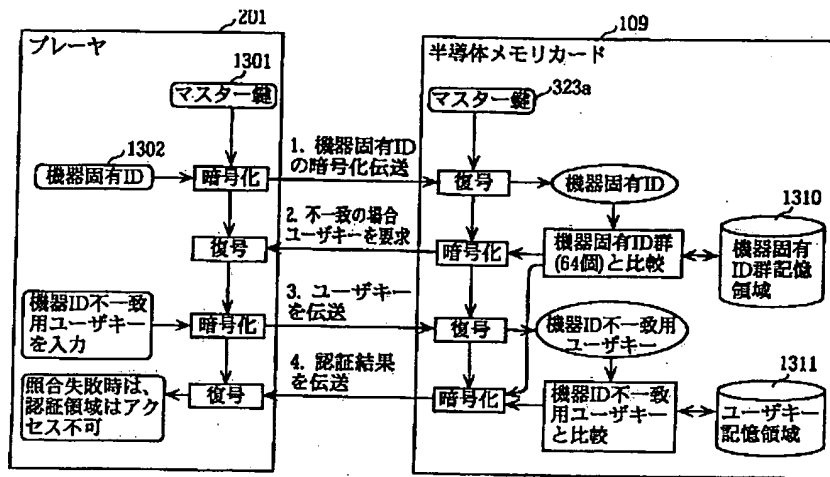 201
プレーヤ
1301
マスター鍵
1302
機器固有ID
暗号化
復号
機器ID不一致
用ユーザキー
を入力
暗号化
照合失敗時は、
認証領域はアク
セス不可
復号
1. 機器固有ID
の暗号化伝送
2. 不一致の場合
ユーザキーを要求
3. ユーザキー
を伝送
4. 認証結果
を伝送
109
半導体メモリカード
マスター鍵
323a
復号
機器固有ID
暗号化
機器固有ID群
(64個)と比較
1310
機器固有
ID群記憶
領域
復号
機器ID不一致用
ユーザキー
暗号化
機器ID不一致
用ユーザキー
と比較
1311
ユーザキー
記憶領域